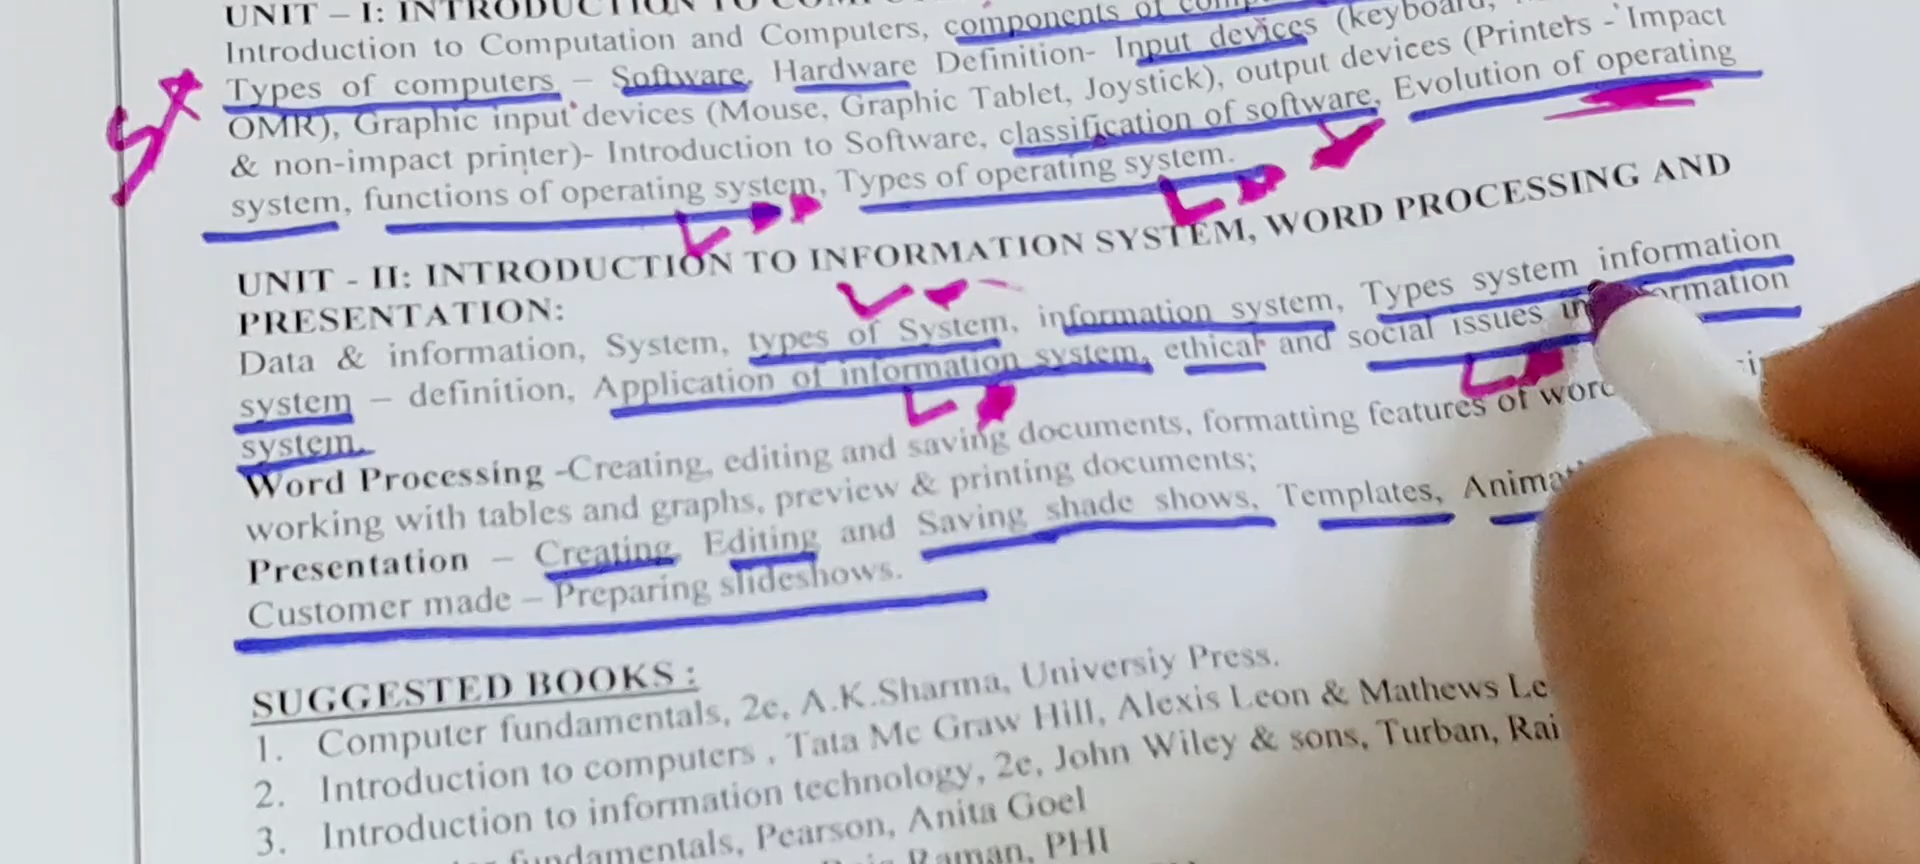 UNIT – I: INTRODUCTION TO
Introduction to Computation and Computers, components of
Types of computers – Software, Hardware Definition- Input devices (keyboard,
OMR), Graphic input devices (Mouse, Graphic Tablet, Joystick), output devices (Printers - Impact
& non-impact printer)- Introduction to Software, classification of software, Evolution of operating
system, functions of operating system, Types of operating system.
UNIT - II: INTRODUCTION TO INFORMATION SYSTEM, WORD PROCESSING AND
PRESENTATION:
Data & information, System, types of System, information system, Types system information
system – definition, Application of information system, ethical and social issues in
system.
Word Processing -Creating, editing and saving documents, formatting features of
working with tables and graphs, preview & printing documents;
Presentation – Creating, Editing and Saving shade shows, Templates,
Customer made – Preparing slideshows.
SUGGESTED BOOKS :
1. Computer fundamentals, 2e, A.K.Sharma, Universiy Press.
2. Introduction to computers , Tata Mc Graw Hill, Alexis Leon & Mathews
3. Introduction to information technology, 2e, John Wiley & sons, Turban,
fundamentals, Pearson, Anita Goel
Raman, PHI